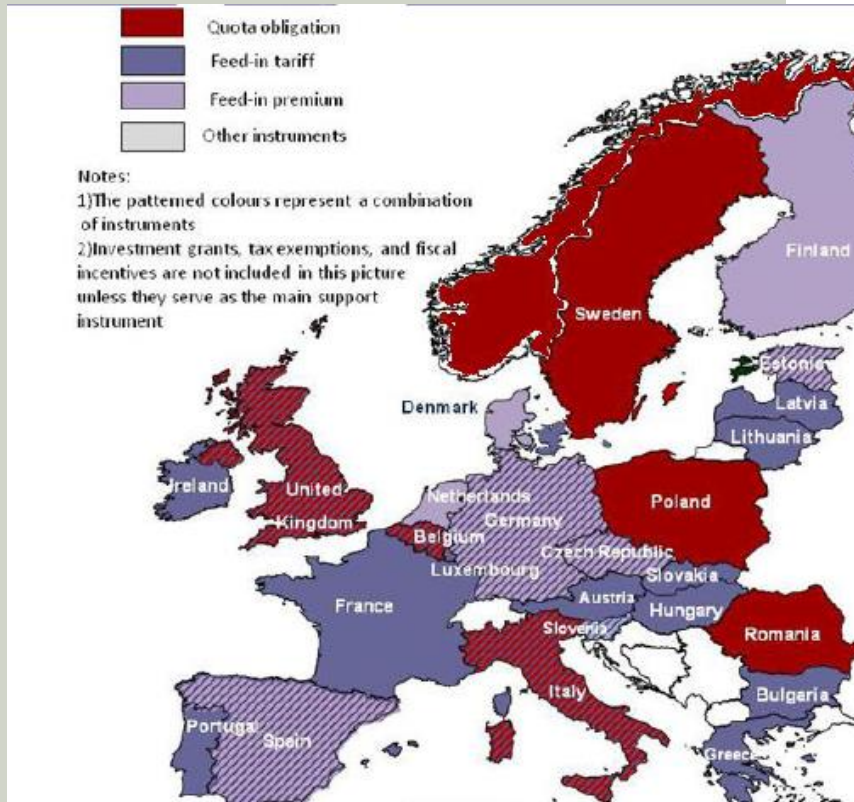 Quota obligation
Feed-in tariff
Feed-in premium
Other instruments
Notes:
1)The patterned colours represent a combination
of instruments
2)Investment grants, tax exemptions, and fiscal
incentives are not included in this picture
unless they serve as the main support
instrument
Finland
Sweden
Estonia
Denmark
Latvia
Lithuania
Ireland
United
Kingdom
Netherlands
Germany
Poland
Belgium
Czech Republic
Luxembourg
Slovakia
France
Austria
Hungary
Slovenia
Romania
Italy
Bulgaria
Portugal
Spain
Greece